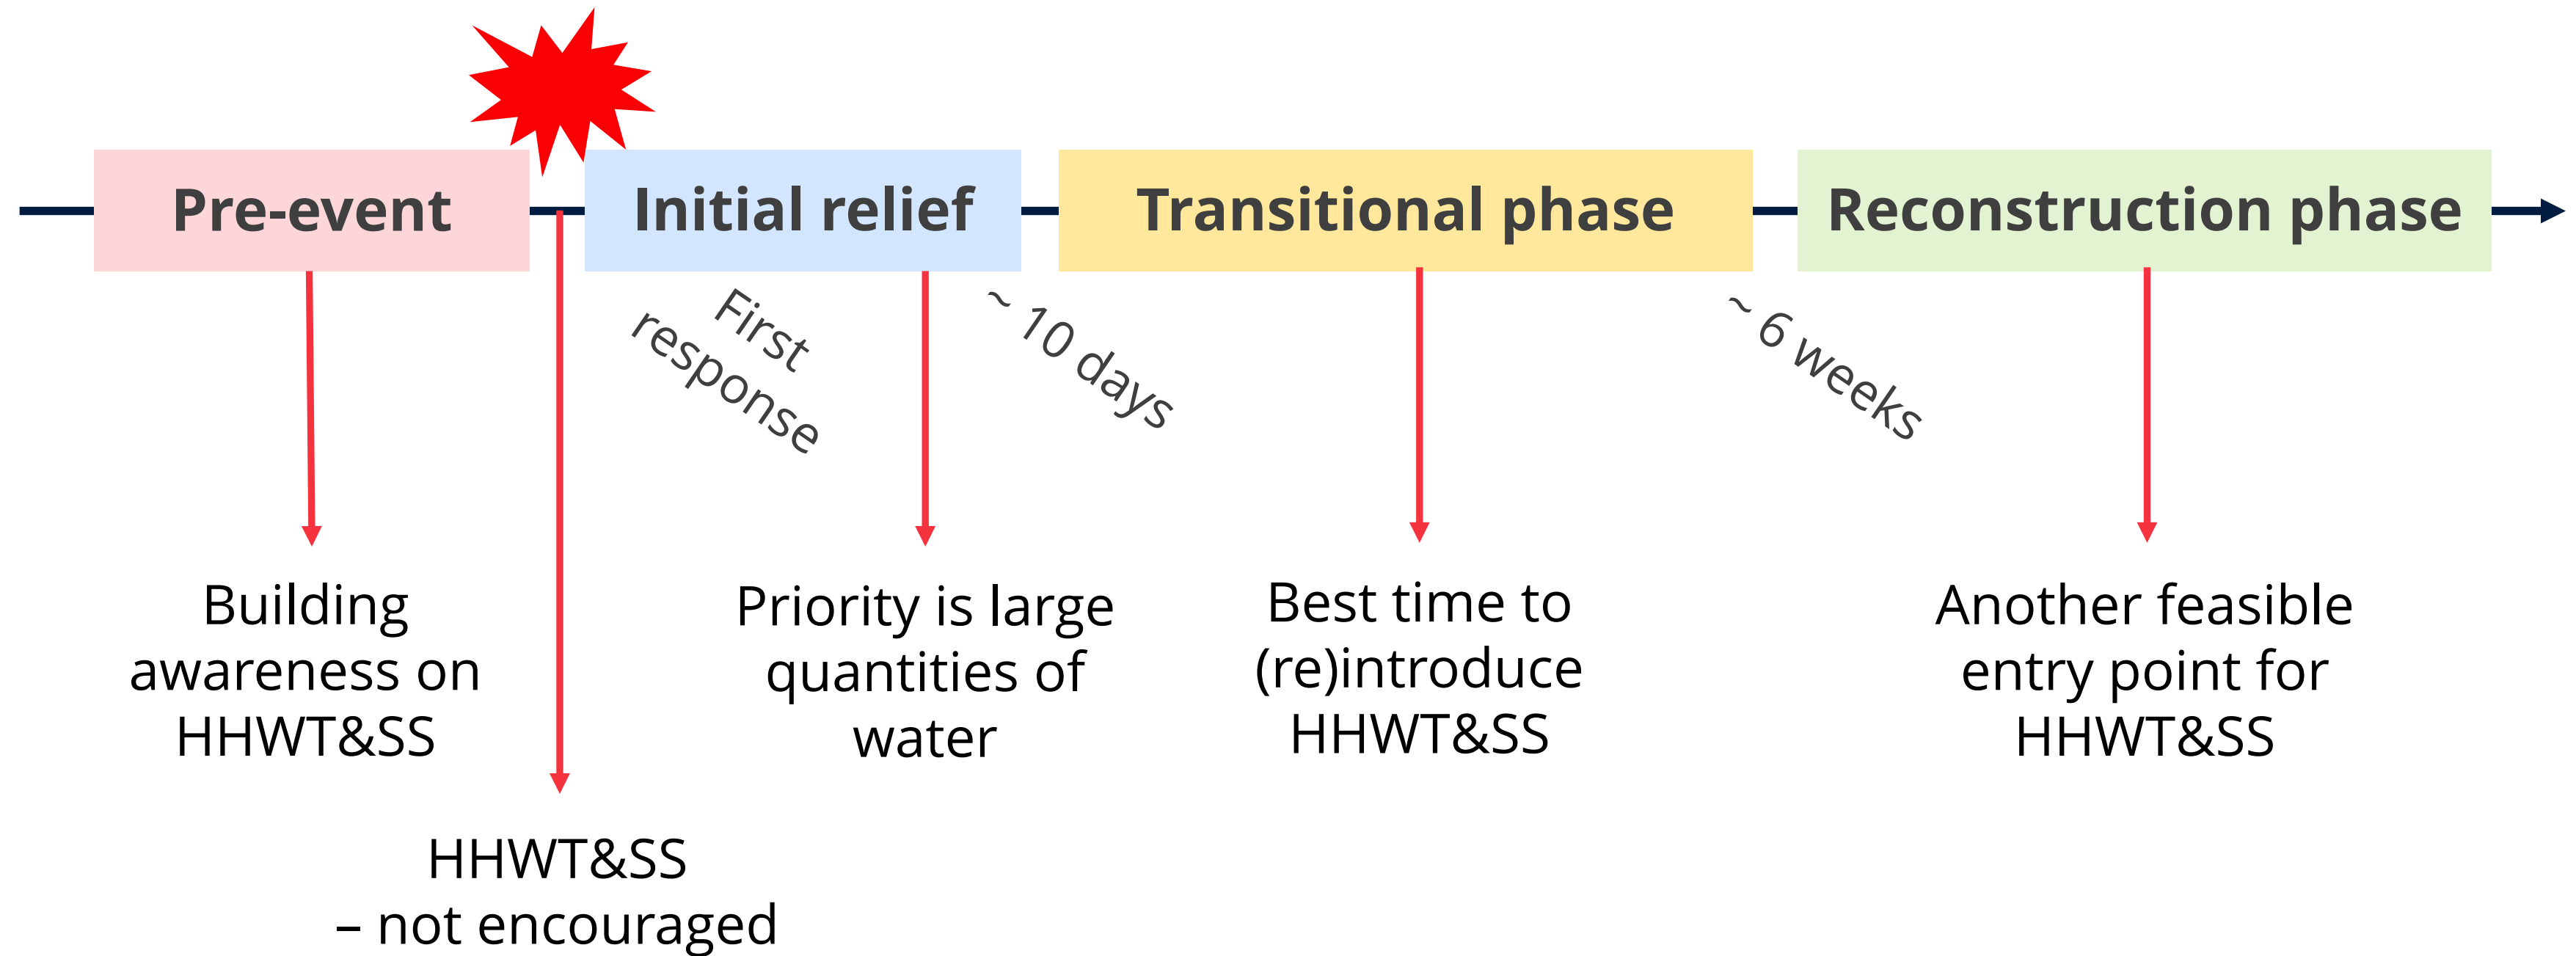 Pre-event
Initial relief
Transitional phase
Reconstruction phase
First
response
~ 10 days
~ 6 weeks
Building
awareness on
HHWT&SS
HHWT&SS
– not encouraged
Priority is large
quantities of
water
Best time to
(re)introduce
HHWT&SS
Another feasible
entry point for
HHWT&SS